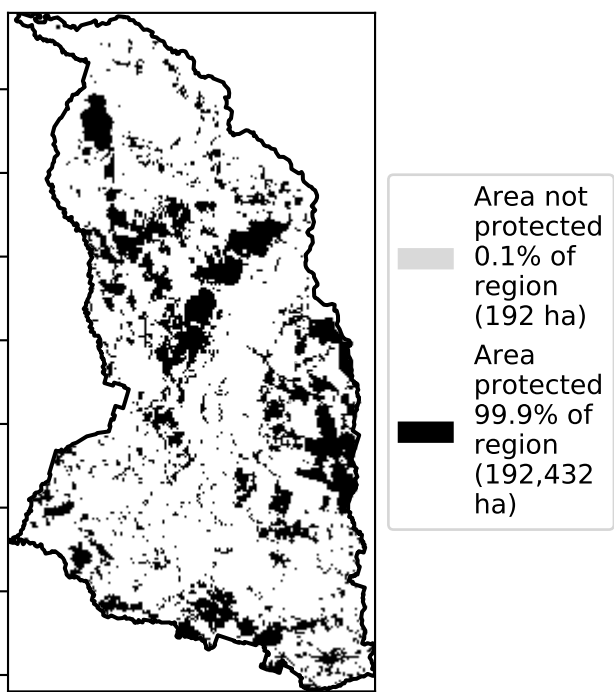 Area not
protected
0.1% of
region
(192 ha)
Area
protected
99.9% of
region
(192,432
ha)